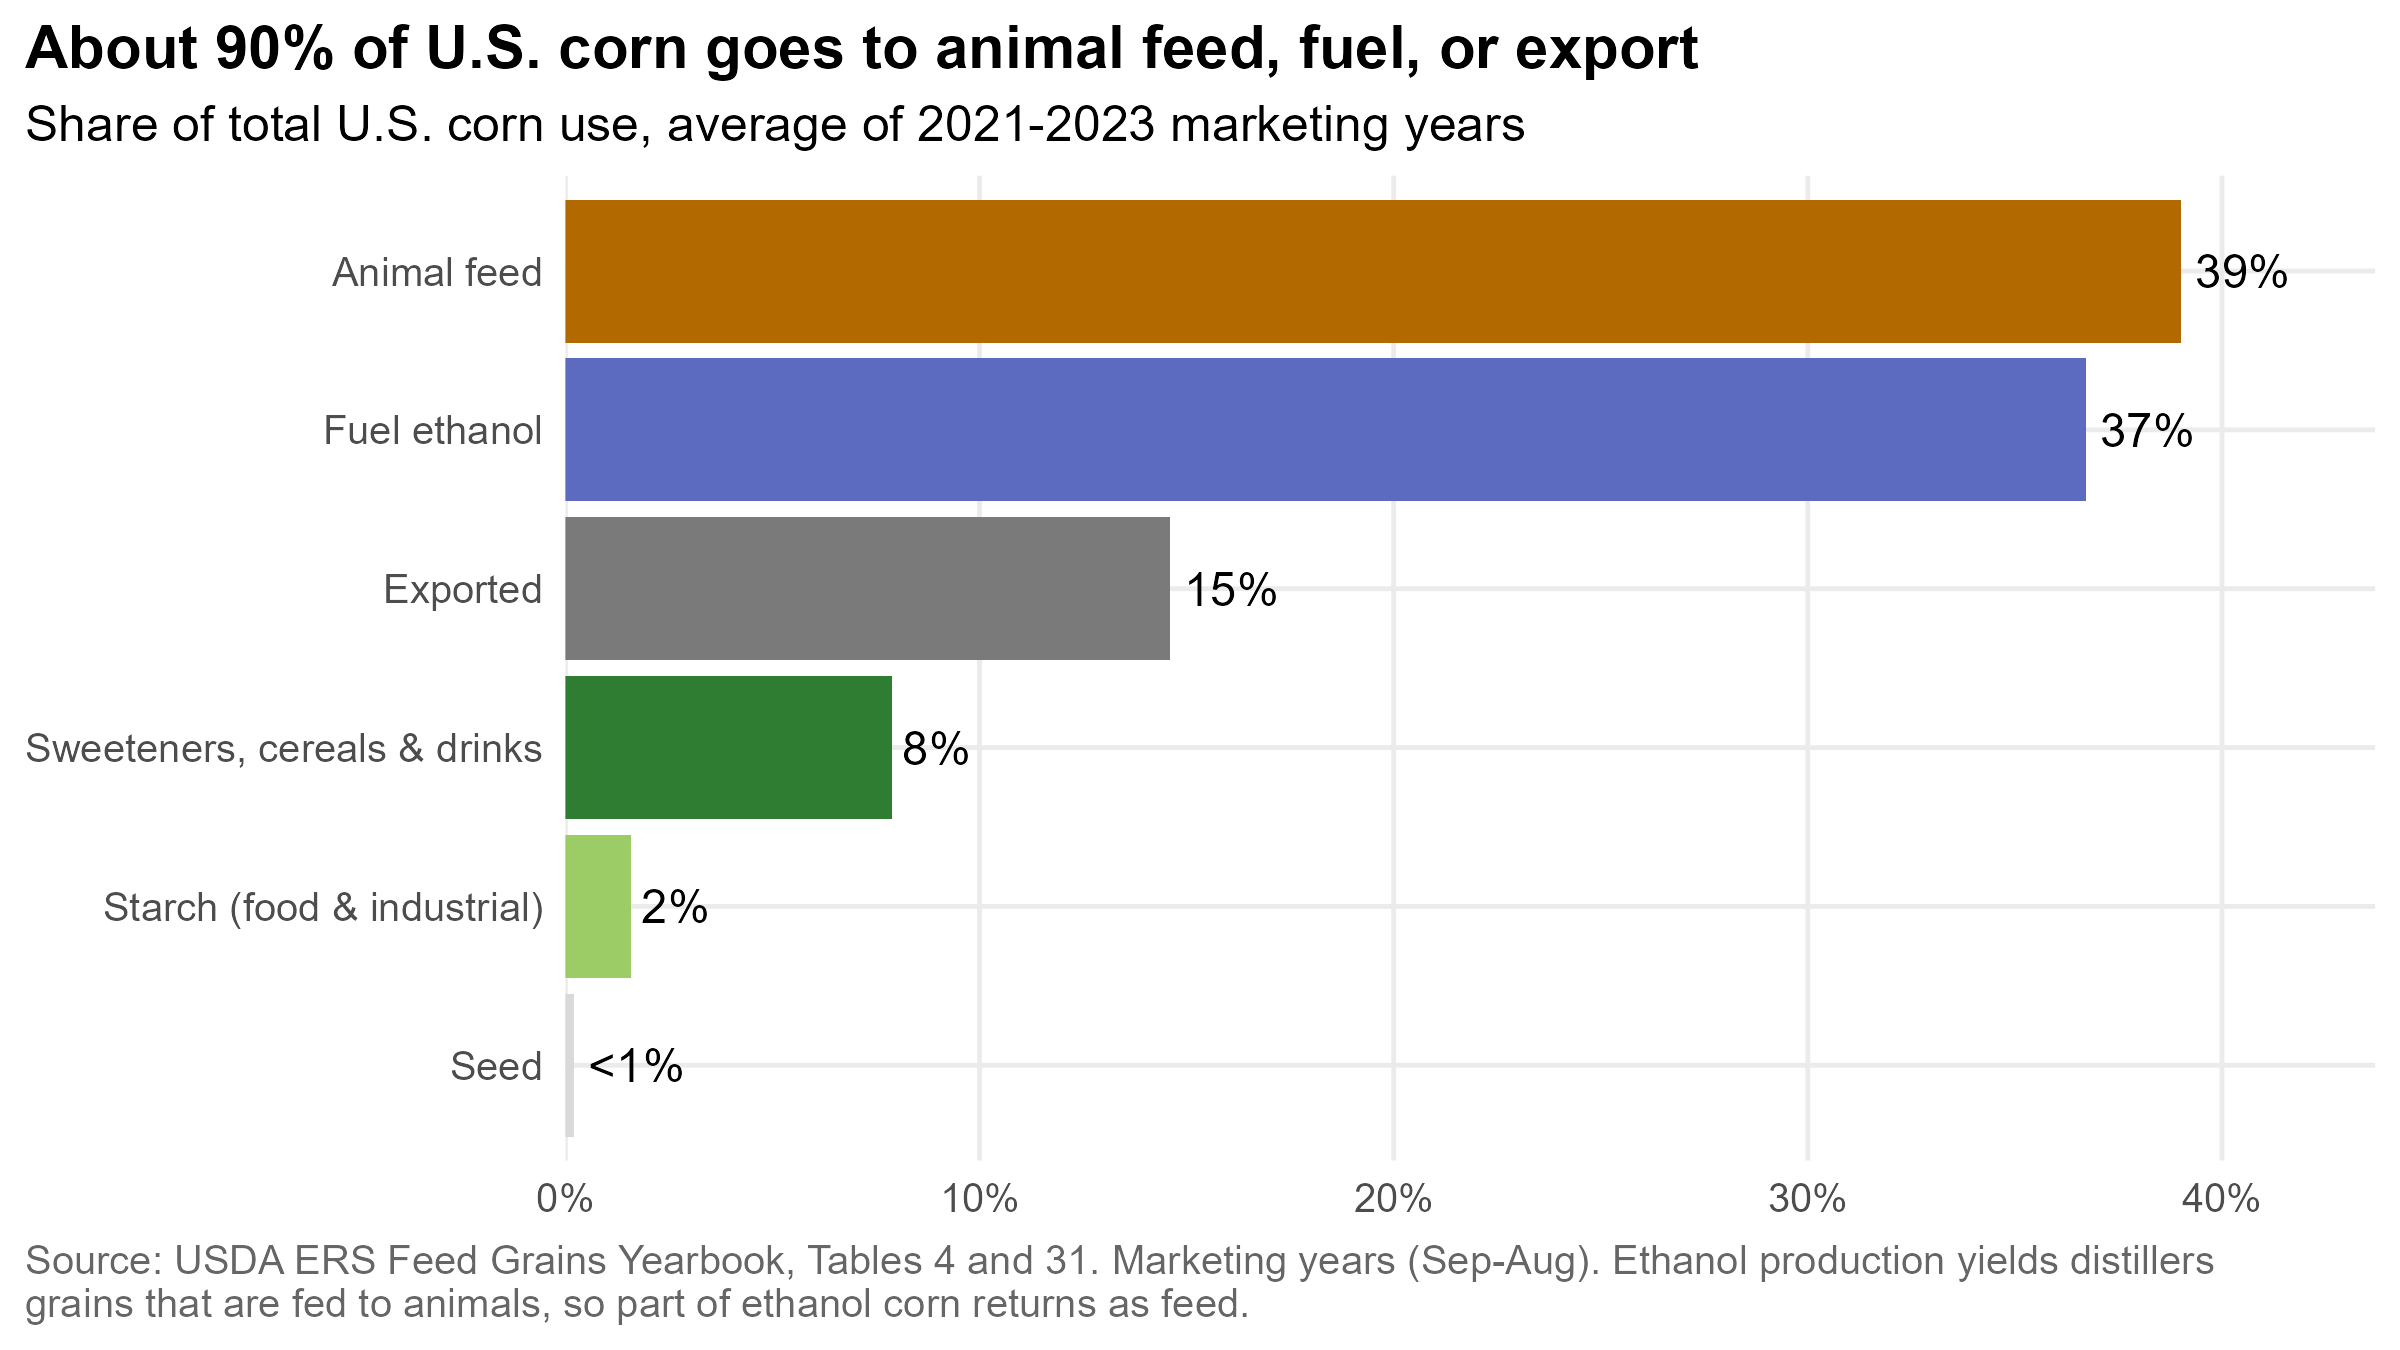 About 90% of U.S. corn goes to animal feed, fuel, or export
Share of total U.S. corn use, average of 2021-2023 marketing years
Animal feed 39%
Fuel ethanol 37%
Exported 15%
Sweeteners, cereals & drinks 8%
Starch (food & industrial) 2%
Seed <1%
0% 10% 20% 30% 40%
Source: USDA ERS Feed Grains Yearbook, Tables 4 and 31. Marketing years (Sep-Aug). Ethanol production yields distillers
grains that are fed to animals, so part of ethanol corn returns as feed.